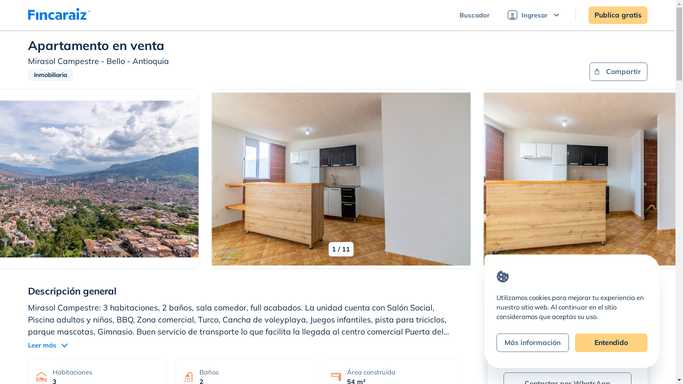 Fincaraiz
Buscador
Ingresar
Publica gratis
Apartamento en venta
Mirasol Campestre - Bello - Antioquia
Inmobiliaria
Compartir
1 / 11
Descripción general
Mirasol Campestre: 3 habitaciones, 2 baños, sala comedor, full acabados. La unidad cuenta con Salón Social,
Piscina adultos y niños, BBQ, Zona comercial, Turco, Cancha de voleyplaya, Juegos infantiles, pista para triciclos,
parque mascotas, Gimnasio. Buen servicio de transporte lo que facilita la llegada al centro comercial Puerta del...
Leer más
Habitaciones
3
Baños
2
Área construida
54 m²
Utilizamos cookies para mejorar tu experiencia en
nuestro sitio web. Al continuar en el sitio
consideramos que aceptas su uso.
Más información
Entendido
Contactar por WhatsApp